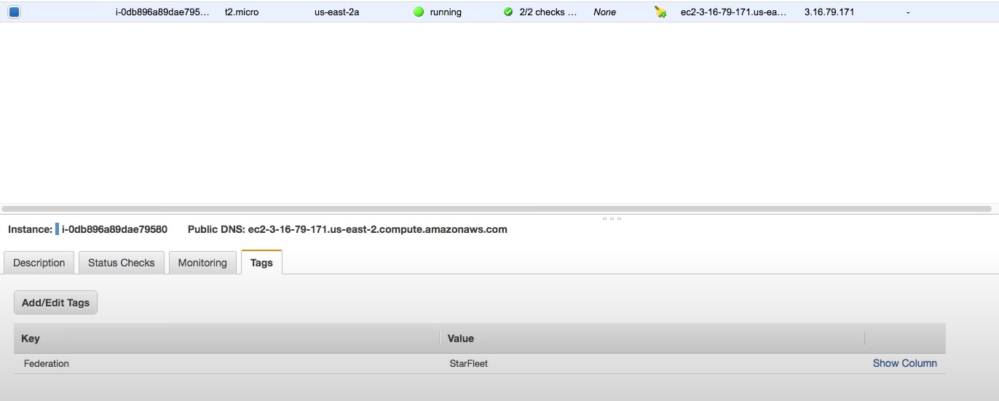 i-0db896a89dae795... t2.micro us-east-2a running 2/2 checks ... None ec2-3-16-79-171.us-ea... 3.16.79.171 -
Instance: i-0db896a89dae79580 Public DNS: ec2-3-16-79-171.us-east-2.compute.amazonaws.com
Description Status Checks Monitoring Tags
Add/Edit Tags
Key Value
Federation StarFleet Show Column